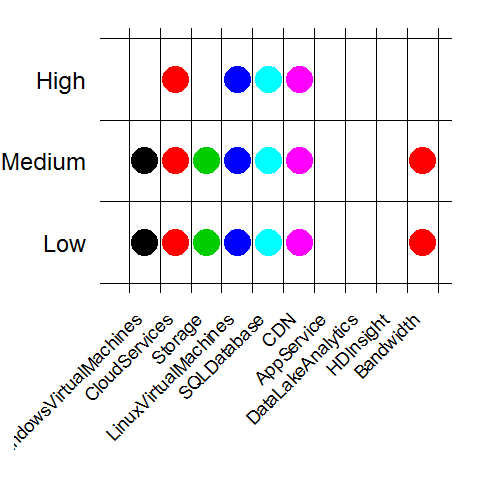 High
Medium
Low
ndowsVirtualMachines
CloudServices
Storage
LinuxVirtualMachines
SQLDatabase
CDN
AppService
DataLakeAnalytics
HDInsight
Bandwidth